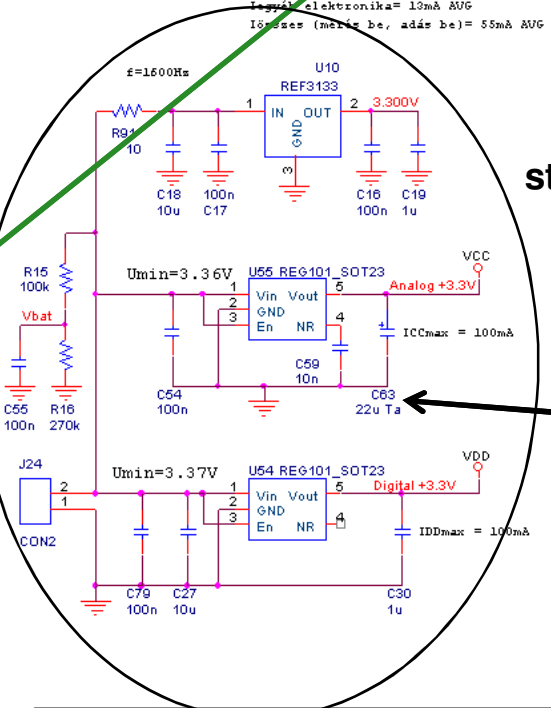 elektronika= 13mA AVG
(mérés be, adás be)= 55mA AVG
f=1600Hz
U10
REF3133
1
IN OUT
2
3.300V
R91
10
GND
3
C18
10u
100n
C17
C16
100n
C19
1u
st
R15
100k
Umin=3.36V
U55 REG101_SOT23
VCC
1
2
3
Vin Vout
GND
En NR
5
4
Analog +3.3V
Vbat
ICCmax = 100mA
C59
10n
C55
100n
R16
270k
C54
100n
C63
22u Ta
J24
2
1
CON2
Umin=3.37V
U54 REG101_SOT23
VDD
1
2
3
Vin Vout
GND
En NR
5
4
Digital +3.3V
IDDmax = 100mA
C79
100n
C27
10u
C30
1u